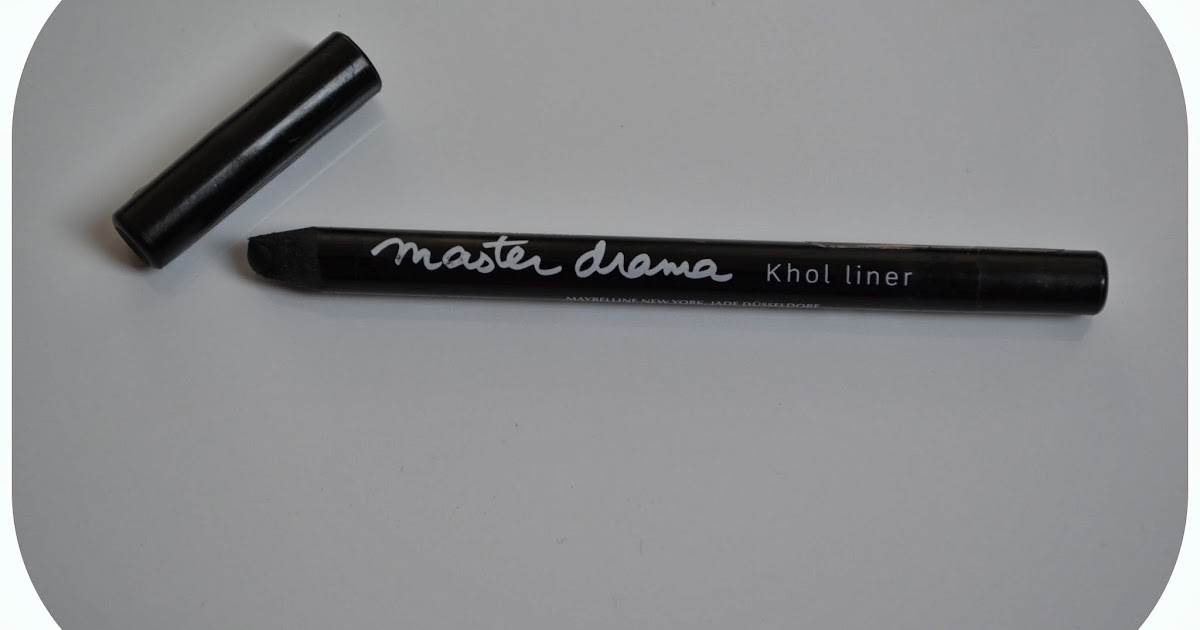 master drama Khol liner
MAYBELLINE NEW YORK, JADE DÜSSELDORF